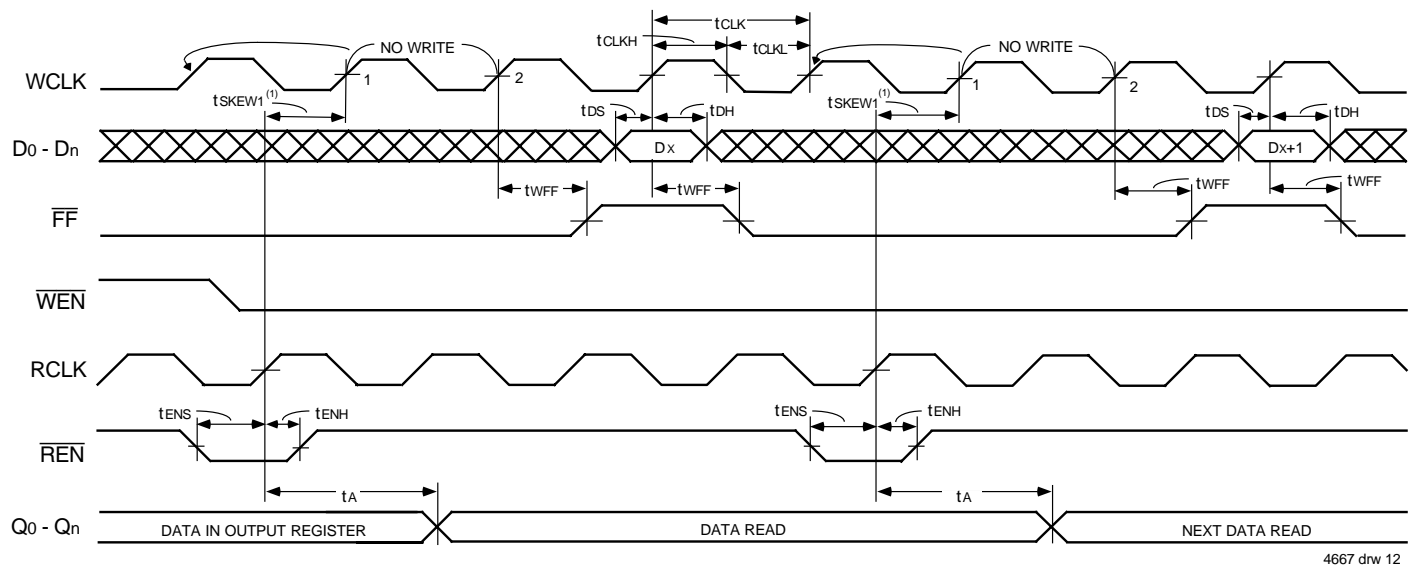 tCLK
tCLKH
tCLKL
NO WRITE
NO WRITE
WCLK
1
2
1
2
tSKEW1(1)
tDS
tDH
tSKEW1(1)
tDS
tDH
D0 - Dn
DX
DX+1
tWFF
tWFF
tWFF
tWFF
FF
WEN
RCLK
tENS
tENH
tENS
tENH
REN
tA
tA
Q0 - Qn
DATA IN OUTPUT REGISTER
DATA READ
NEXT DATA READ
4667 drw 12